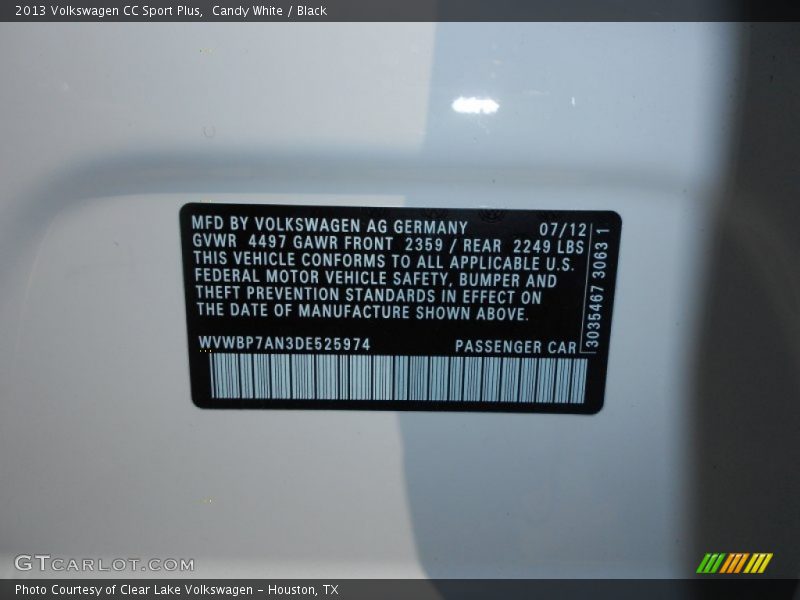 2013 Volkswagen CC Sport Plus,  Candy White / Black
MFD BY VOLKSWAGEN AG GERMANY 07/12
GVWR 4497 GAWR FRONT 2359 / REAR 2249 LBS
THIS VEHICLE CONFORMS TO ALL APPLICABLE U.S.
FEDERAL MOTOR VEHICLE SAFETY, BUMPER AND
THEFT PREVENTION STANDARDS IN EFFECT ON
THE DATE OF MANUFACTURE SHOWN ABOVE.
WVWBP7AN3DE525974 PASSENGER CAR
3035467 3063 1
GTCARLOT.COM
Photo Courtesy of Clear Lake Volkswagen – Houston, TX